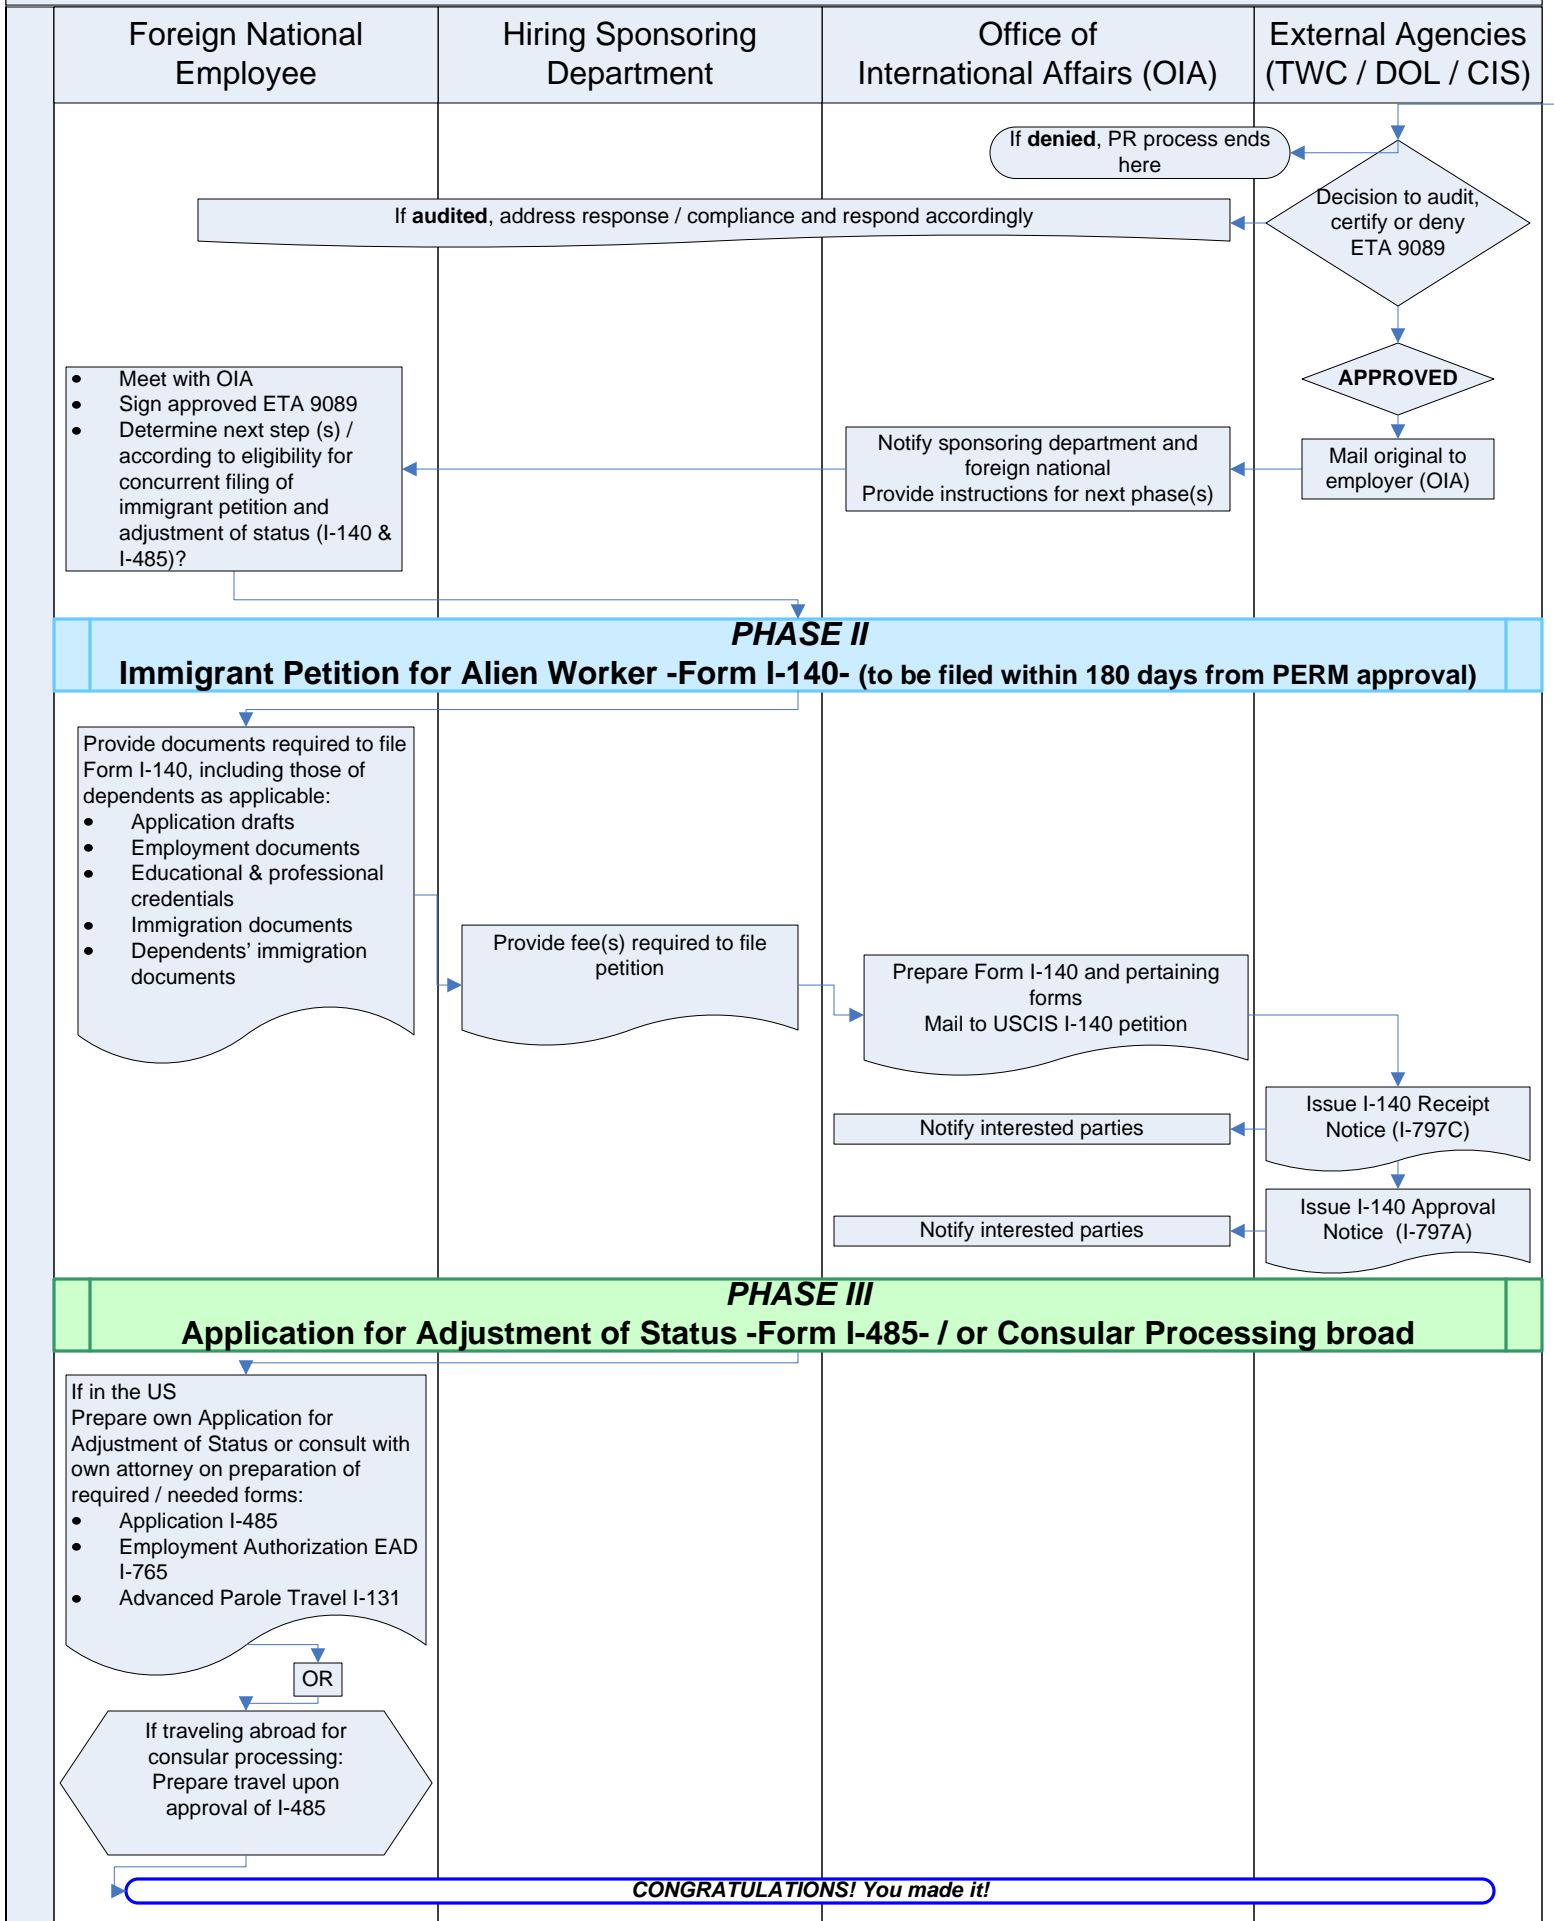 Foreign National
Employee
Hiring Sponsoring
Department
Office of
International Affairs (OIA)
External Agencies
(TWC / DOL / CIS)
If denied, PR process ends
here
Decision to audit,
certify or deny
ETA 9089
If audited, address response / compliance and respond accordingly
APPROVED
Mail original to
employer (OIA)
Notify sponsoring department and
foreign national
Provide instructions for next phase(s)
• Meet with OIA
• Sign approved ETA 9089
• Determine next step (s) /
according to eligibility for
concurrent filing of
immigrant petition and
adjustment of status (I-140 &
I-485)?
PHASE II
Immigrant Petition for Alien Worker -Form I-140- (to be filed within 180 days from PERM approval)
Provide documents required to file
Form I-140, including those of
dependents as applicable:
• Application drafts
• Employment documents
• Educational & professional
credentials
• Immigration documents
• Dependents' immigration
documents
Provide fee(s) required to file
petition
Prepare Form I-140 and pertaining
forms
Mail to USCIS I-140 petition
Issue I-140 Receipt
Notice (I-797C)
Notify interested parties
Issue I-140 Approval
Notice (I-797A)
Notify interested parties
PHASE III
Application for Adjustment of Status -Form I-485- / or Consular Processing broad
If in the US
Prepare own Application for
Adjustment of Status or consult with
own attorney on preparation of
required / needed forms:
• Application I-485
• Employment Authorization EAD
I-765
• Advanced Parole Travel I-131
OR
If traveling abroad for
consular processing:
Prepare travel upon
approval of I-485
CONGRATULATIONS! You made it!